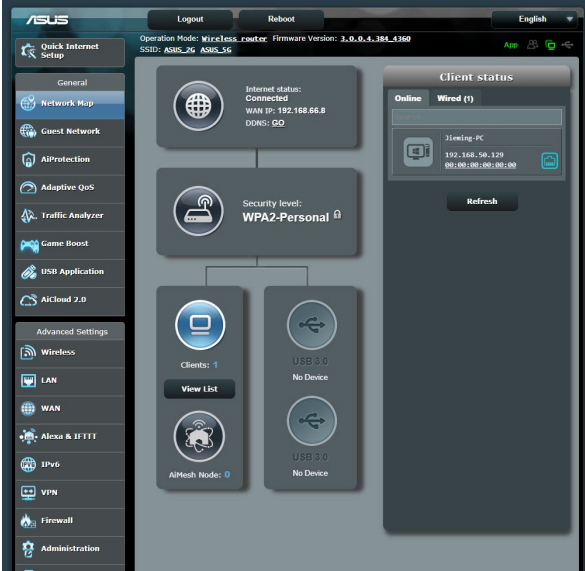 ASUS
Logout
Reboot
English
Operation Mode: Wireless router Firmware Version: 3.0.0.4.384_4360
SSID: ASUS_2G ASUS_5G
App
Quick Internet
Setup
General
Network Map
Guest Network
AiProtection
Adaptive QoS
Traffic Analyzer
Game Boost
USB Application
AiCloud 2.0
Advanced Settings
Wireless
LAN
WAN
Alexa & IFTTT
IPv6
VPN
Firewall
Administration
Internet status:
Connected
WAN IP: 192.168.66.8
DDNS: GO
Security level:
WPA2-Personal
Clients: 1
View List
AiMesh Node: 0
USB 3.0
No Device
USB 3.0
No Device
Client status
Online Wired (1)
Jieming-PC
192.168.50.129
00:00:00:00:00:00
Refresh